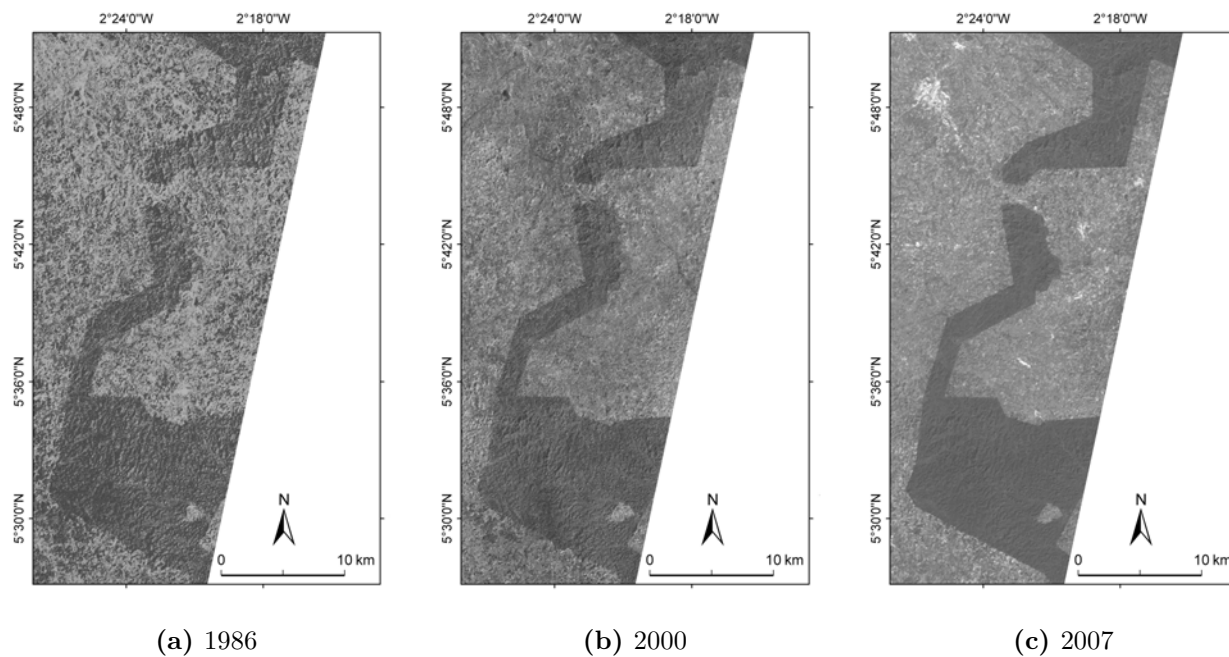 2°24'0"W 2°18'0"W 2°24'0"W 2°18'0"W 2°24'0"W 2°18'0"W
5°48'0"N 5°48'0"N 5°48'0"N
5°42'0"N 5°42'0"N 5°42'0"N
5°36'0"N 5°36'0"N 5°36'0"N
5°30'0"N 5°30'0"N 5°30'0"N
N N N
0 10 km 0 10 km 0 10 km
(a) 1986 (b) 2000 (c) 2007